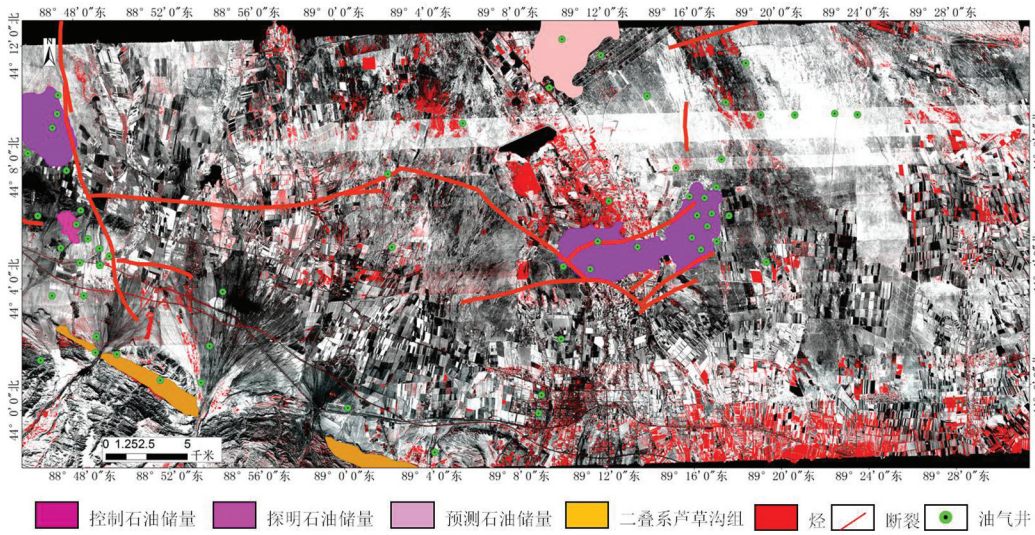 88° 48′0″东 88° 52′0″东 88° 56′0″东 89° 0′0″东 89° 4′0″东 89° 8′0″东 89° 12′0″东 89° 16′0″东 89° 20′0″东 89° 24′0″东 89° 28′0″东
44° 12′0″北
N
44° 8′0″北
44° 4′0″北
44° 0′0″北
0 1.25 2.5 5
千米
88° 48′0″东 88° 52′0″东 88° 56′0″东 89° 0′0″东 89° 4′0″东 89° 8′0″东 89° 12′0″东 89° 16′0″东 89° 20′0″东 89° 24′0″东 89° 28′0″东
控制石油储量 探明石油储量 预测石油储量 二叠系芦草沟组 烃 断裂 油气井